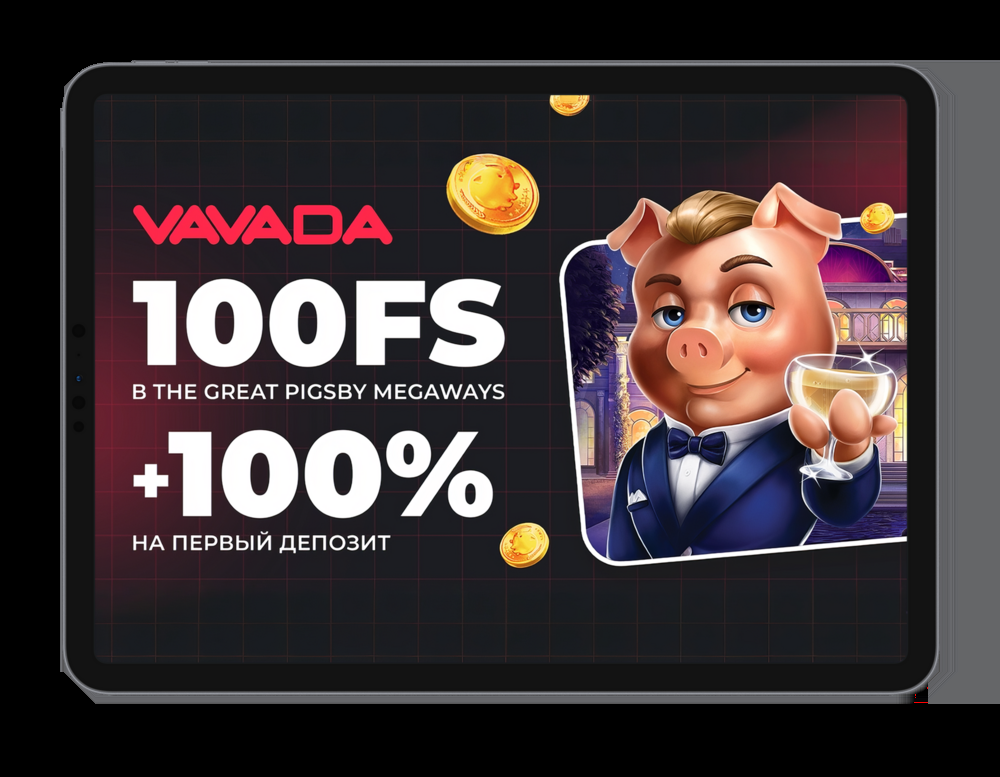 VAVADA
100FS
В THE GREAT PIGSBY MEGAWAYS
+100%
НА ПЕРВЫЙ ДЕПОЗИТ